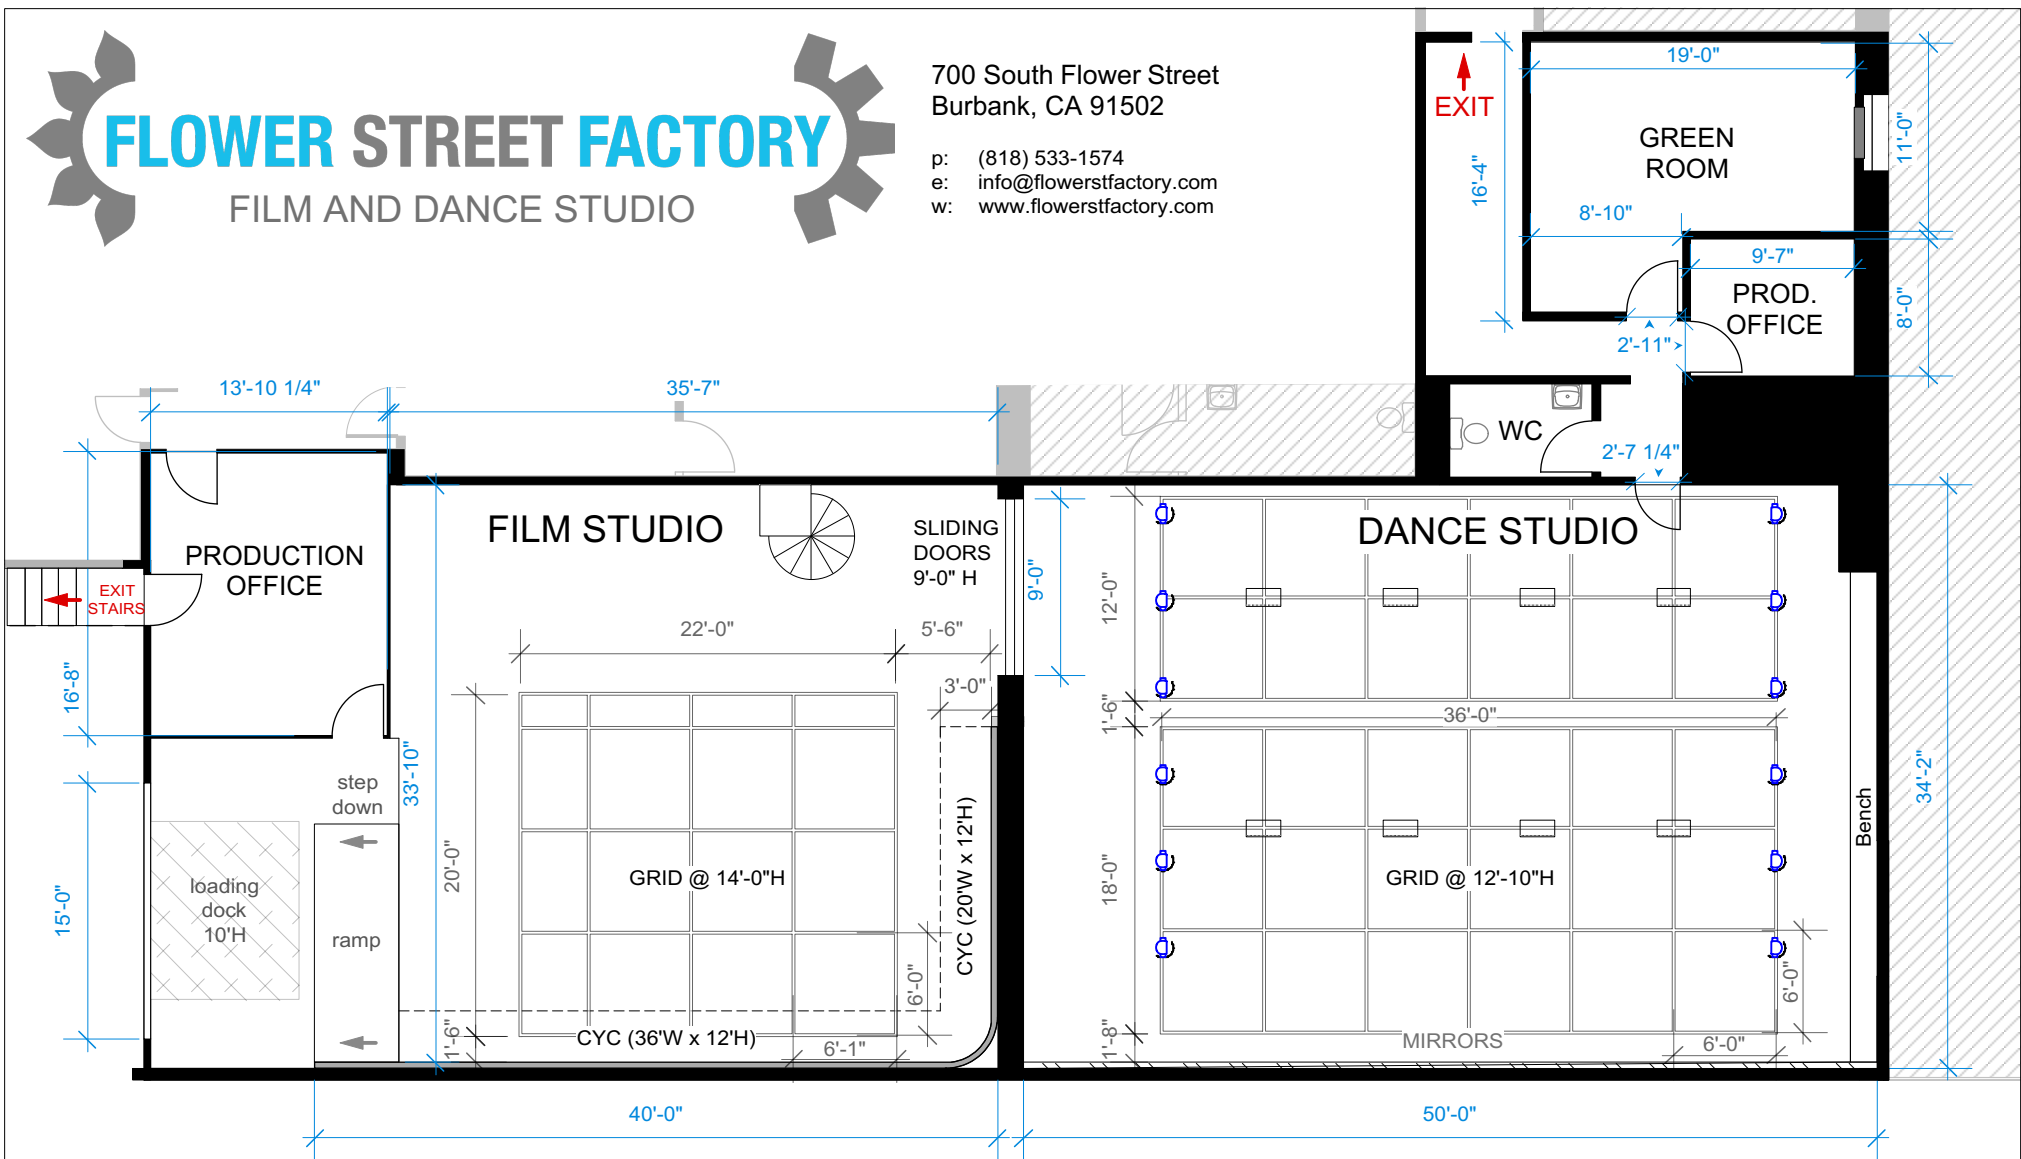 FLOWER STREET FACTORY
FILM AND DANCE STUDIO
700 South Flower Street
Burbank, CA 91502
p: (818) 533-1574
e: info@flowerstfactory.com
w: www.flowerstfactory.com
EXIT
16'-4"
19'-0"
GREEN
ROOM
11'-0"
8'-10"
9'-7"
PROD.
OFFICE
8'-0"
2'-11"
WC
2'-7 1/4"
13'-10 1/4"
35'-7"
PRODUCTION
OFFICE
EXIT
STAIRS
16'-8"
15'-0"
loading
dock
10'H
step
down
ramp
33'-10"
FILM STUDIO
SLIDING
DOORS
9'-0" H
9'-0"
22'-0"
5'-6"
3'-0"
20'-0"
GRID @ 14'-0"H
CYC (20'W x 12'H)
6'-0"
1'-6"
CYC (36'W x 12'H)
6'-1"
40'-0"
DANCE STUDIO
12'-0"
1'-6"
36'-0"
18'-0"
GRID @ 12'-10"H
6'-0"
1'-8"
MIRRORS
6'-0"
Bench
34'-2"
50'-0"